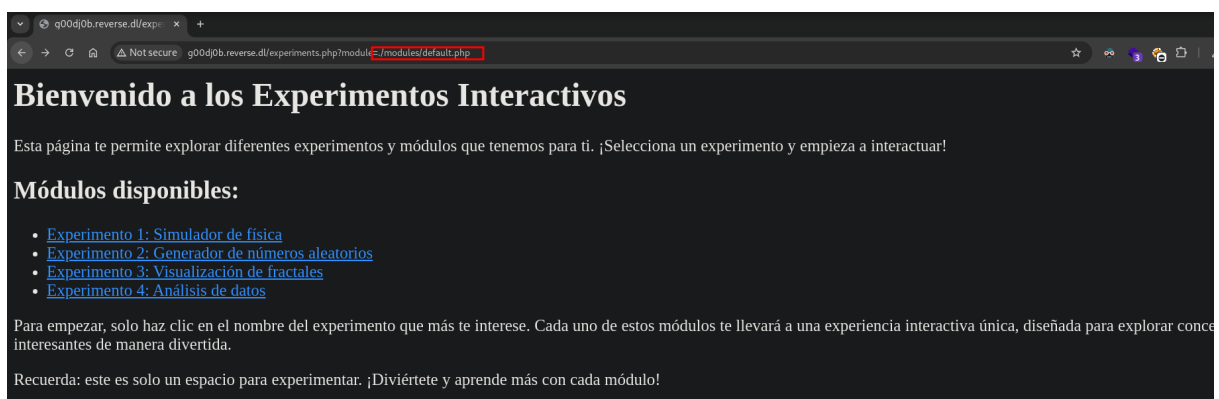 g00dj0b.reverse.dl/expe
Not secure g00dj0b.reverse.dl/experiments.php?module=./modules/default.php
3
Bienvenido a los Experimentos Interactivos
Esta página te permite explorar diferentes experimentos y módulos que tenemos para ti. ¡Selecciona un experimento y empieza a interactuar!
Módulos disponibles:
• Experimento 1: Simulador de física
• Experimento 2: Generador de números aleatorios
• Experimento 3: Visualización de fractales
• Experimento 4: Análisis de datos
Para empezar, solo haz clic en el nombre del experimento que más te interese. Cada uno de estos módulos te llevará a una experiencia interactiva única, diseñada para explorar conce
interesantes de manera divertida.
Recuerda: este es solo un espacio para experimentar. ¡Diviértete y aprende más con cada módulo!